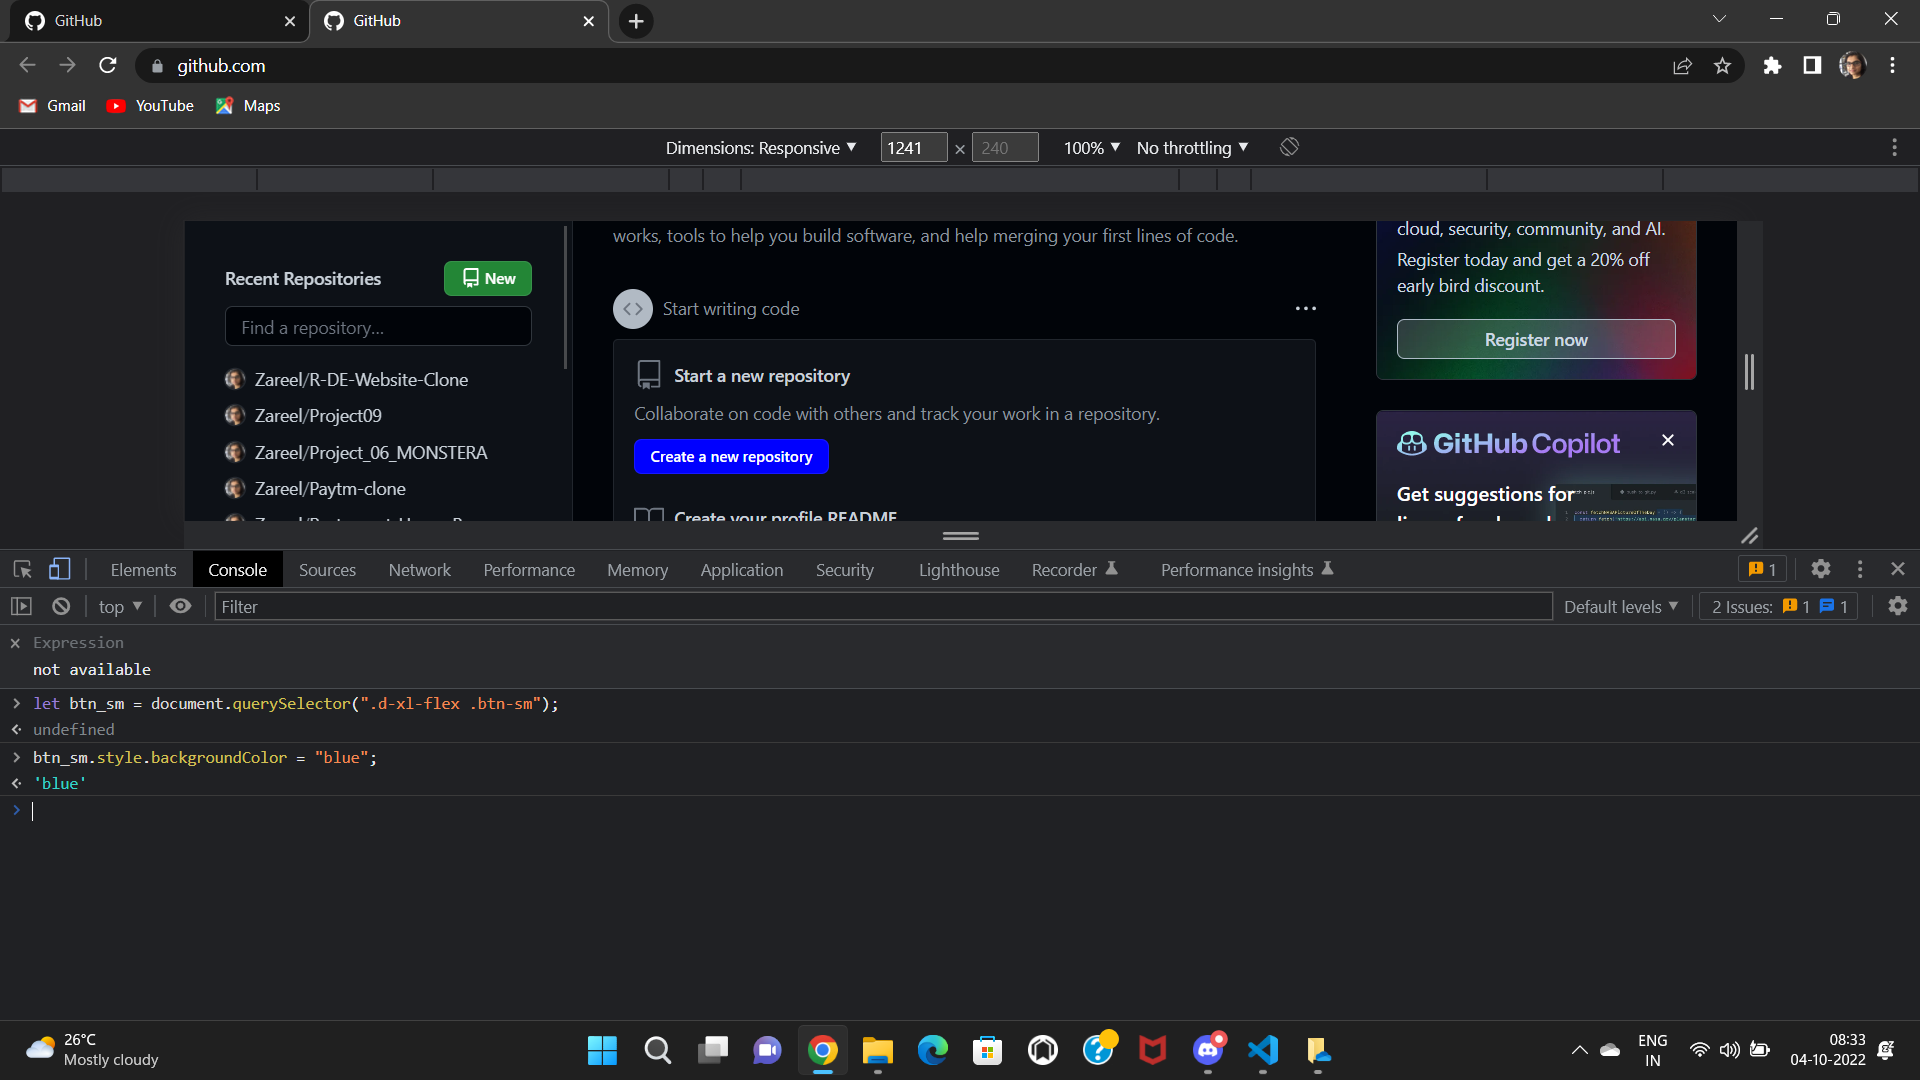 GitHub
GitHub
github.com
Gmail
YouTube
Maps
Dimensions: Responsive ▼ 1241 × 240 100% ▼ No throttling ▼
works, tools to help you build software, and help merging your first lines of code.
Recent Repositories
New
Find a repository...
Zareel/R-DE-Website-Clone
Zareel/Project09
Zareel/Project_06_MONSTERA
Zareel/Paytm-clone
Start writing code
Start a new repository
Collaborate on code with others and track your work in a repository.
Create a new repository
Create your profile README
cloud, security, community, and AI.
Register today and get a 20% off
early bird discount.
Register now
GitHub Copilot
Get suggestions for
Elements Console Sources Network Performance Memory Application Security Lighthouse Recorder Performance insights 1
top ▼ Filter Default levels ▼ 2 Issues: 1 1
Expression
not available
let btn_sm = document.querySelector(".d-xl-flex .btn-sm");
undefined
btn_sm.style.backgroundColor = "blue";
'blue'
26°C
Mostly cloudy
ENG
IN
08:33
04-10-2022